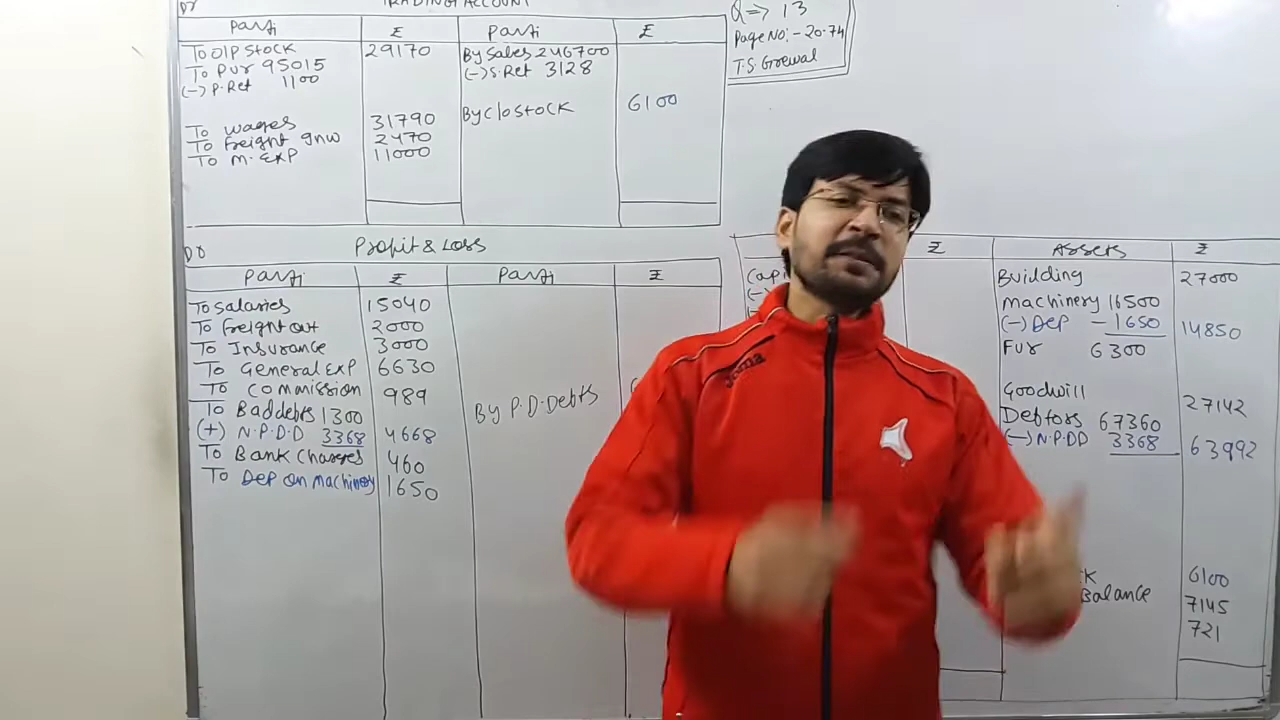 TRADING ACCOUNT
Dr
Parti ₹ Parti ₹
To OIP STOCK 29170 By Sales 246700
To Pur 95015 (-) S.Ret 3128
(-) P.Ret 1100
By Clo Stock 6100
To wages 31790
To Freight Inw 2470
To M.Exp 11000
Q => 13
Page No:- 20.74
T.S. Grewal
Dr Profit & Loss
Parti ₹ Parti ₹
To Salaries 15040
To Freight out 2000
To Insurance 3000
To General Exp 6630
To Commission 989
To Bad debts 1300
(+) N.P.D.D 3368 4668
To Bank Charges 460
To Dep on machinery 1650
By P.D.Debts
₹ Assets ₹
Capi
Building 27000
Machinery 16500
(-) Dep - 1650 14850
Fur 6300
Goodwill 27142
Debtors 67360
(-) N.P.DD 3368 63992
K 6100
Balance 7145
721
Joma